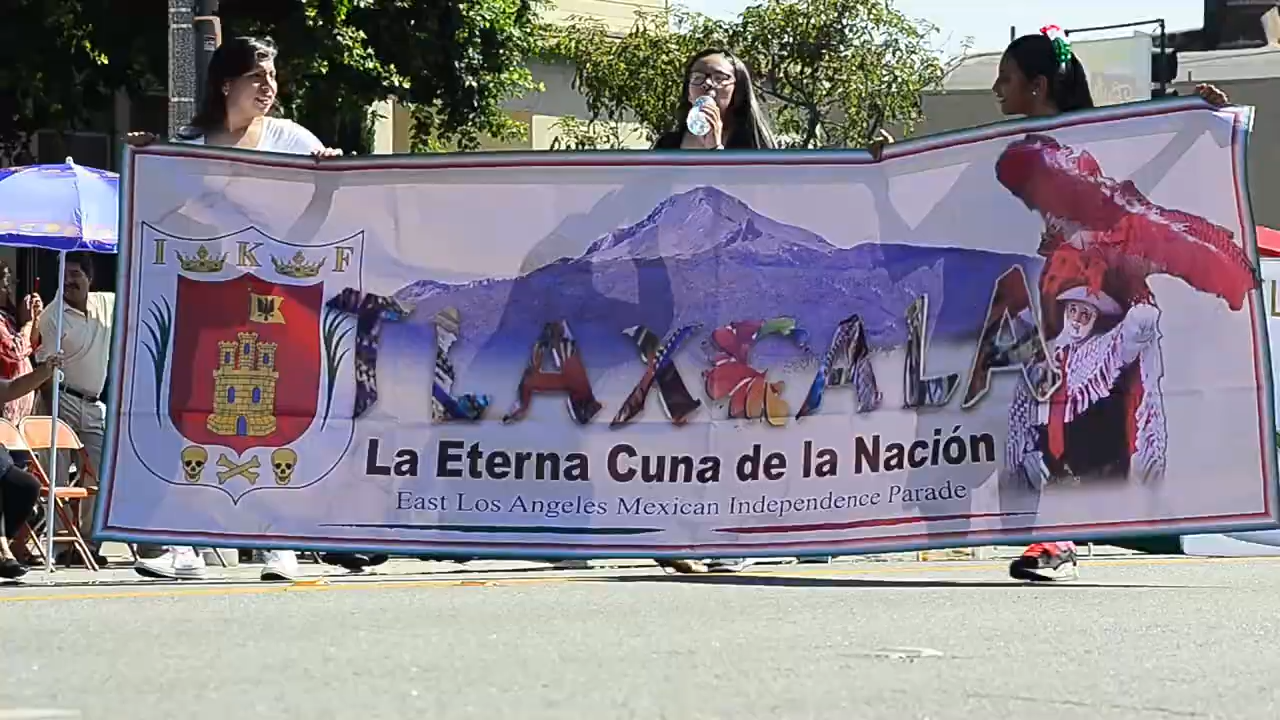 I K F
TLAXCALA
La Eterna Cuna de la Nación
East Los Angeles Mexican Independence Parade